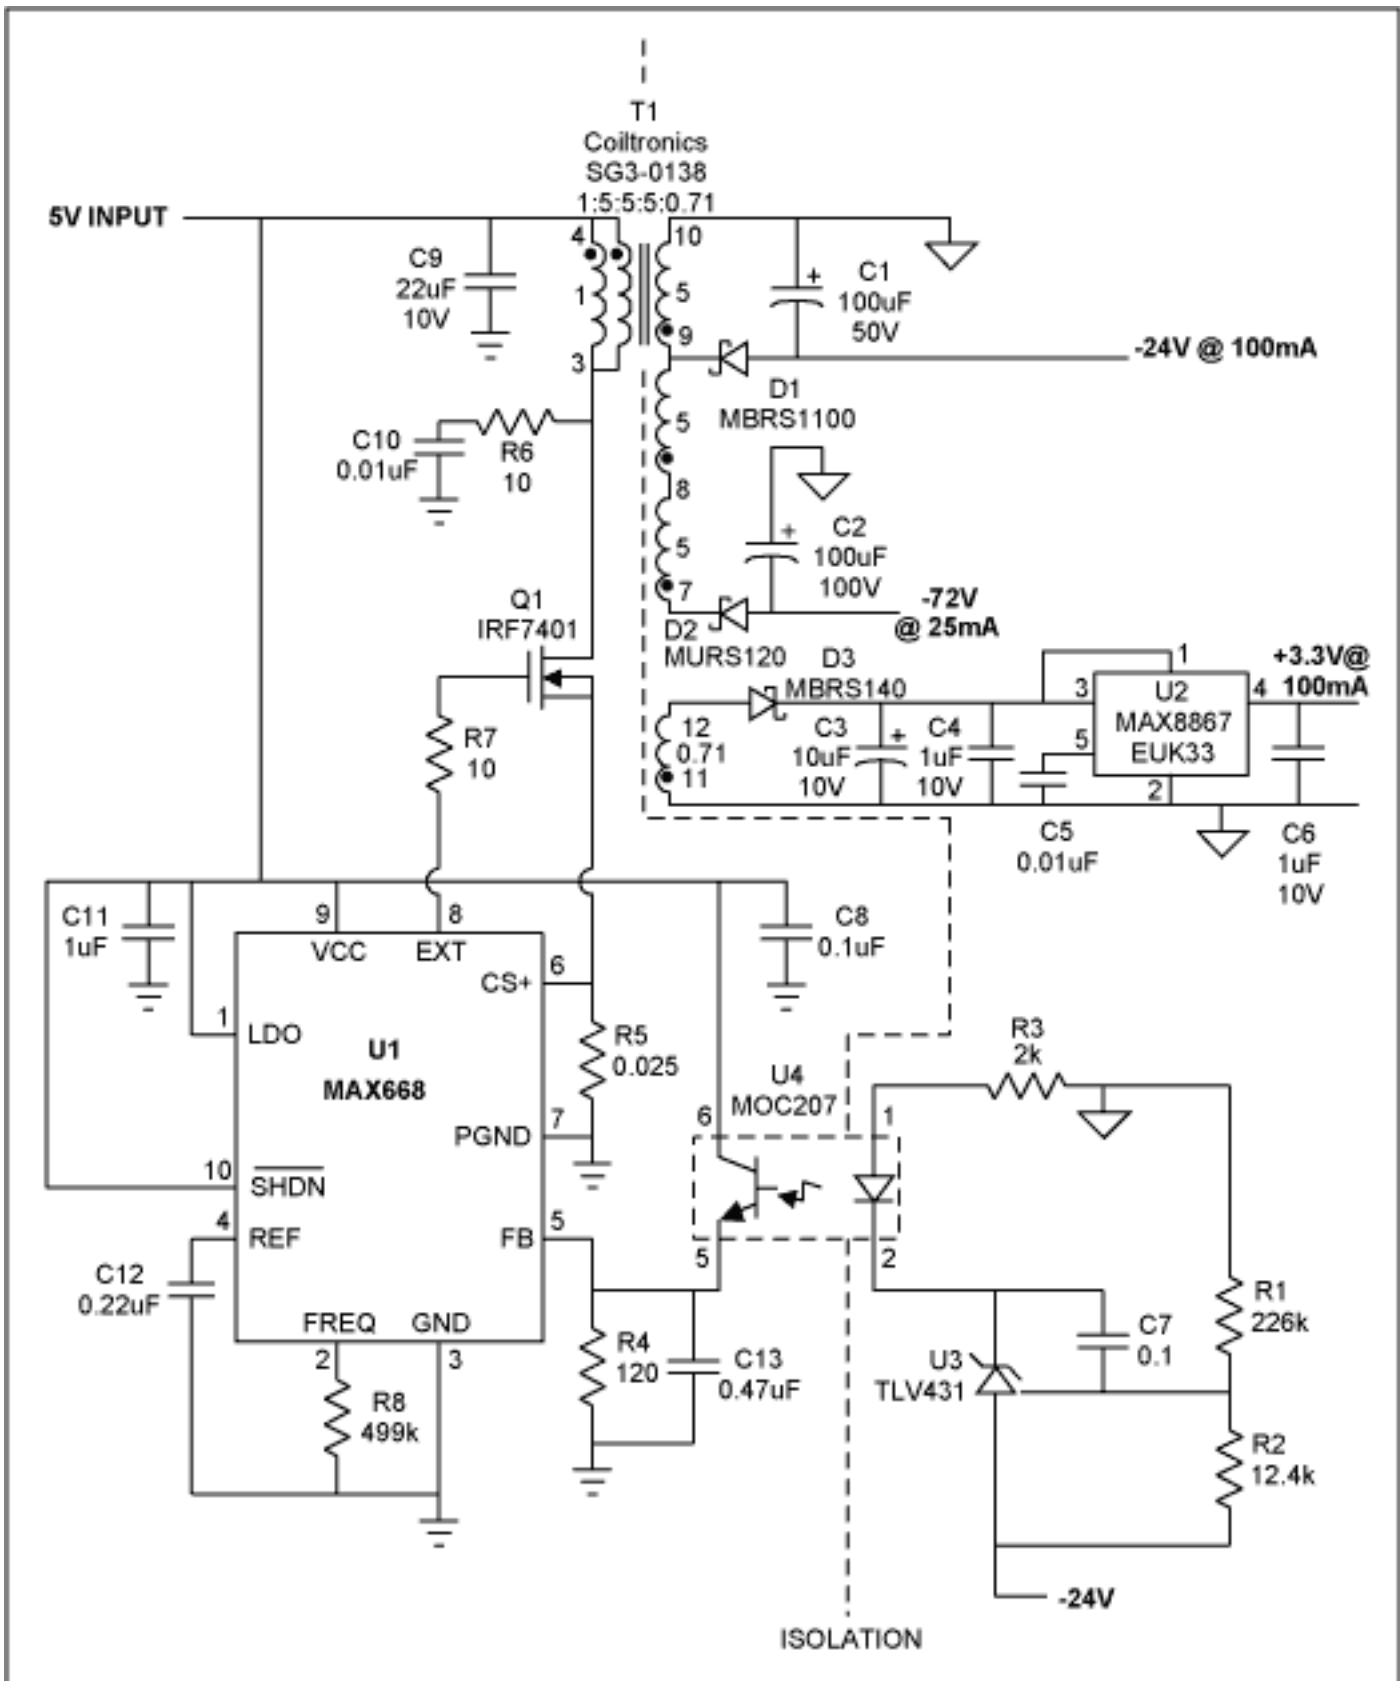 T1
Coiltronics
SG3-0138
1:5:5:5:0.71
5V INPUT
4
10
C9
22uF
10V
1
5
+
C1
100uF
50V
9
3
-24V @ 100mA
D1
MBRS1100
C10
0.01uF
R6
10
5
8
5
+
C2
100uF
100V
7
-72V
@ 25mA
Q1
IRF7401
D2
MURS120
D3
MBRS140
1
+3.3V@
100mA
3
U2
4
MAX8867
EUK33
5
2
R7
10
12
0.71
11
C3
10uF
10V
+
C4
1uF
10V
C5
0.01uF
C6
1uF
10V
C11
1uF
9
8
VCC
EXT
C8
0.1uF
6
CS+
1
LDO
U1
MAX668
R5
0.025
R3
2k
U4
MOC207
6
1
7
PGND
10
SHDN
4
REF
5
FB
5
2
C12
0.22uF
FREQ
GND
2
3
R8
499k
R4
120
C13
0.47uF
U3
TLV431
C7
0.1
R1
226k
R2
12.4k
-24V
ISOLATION